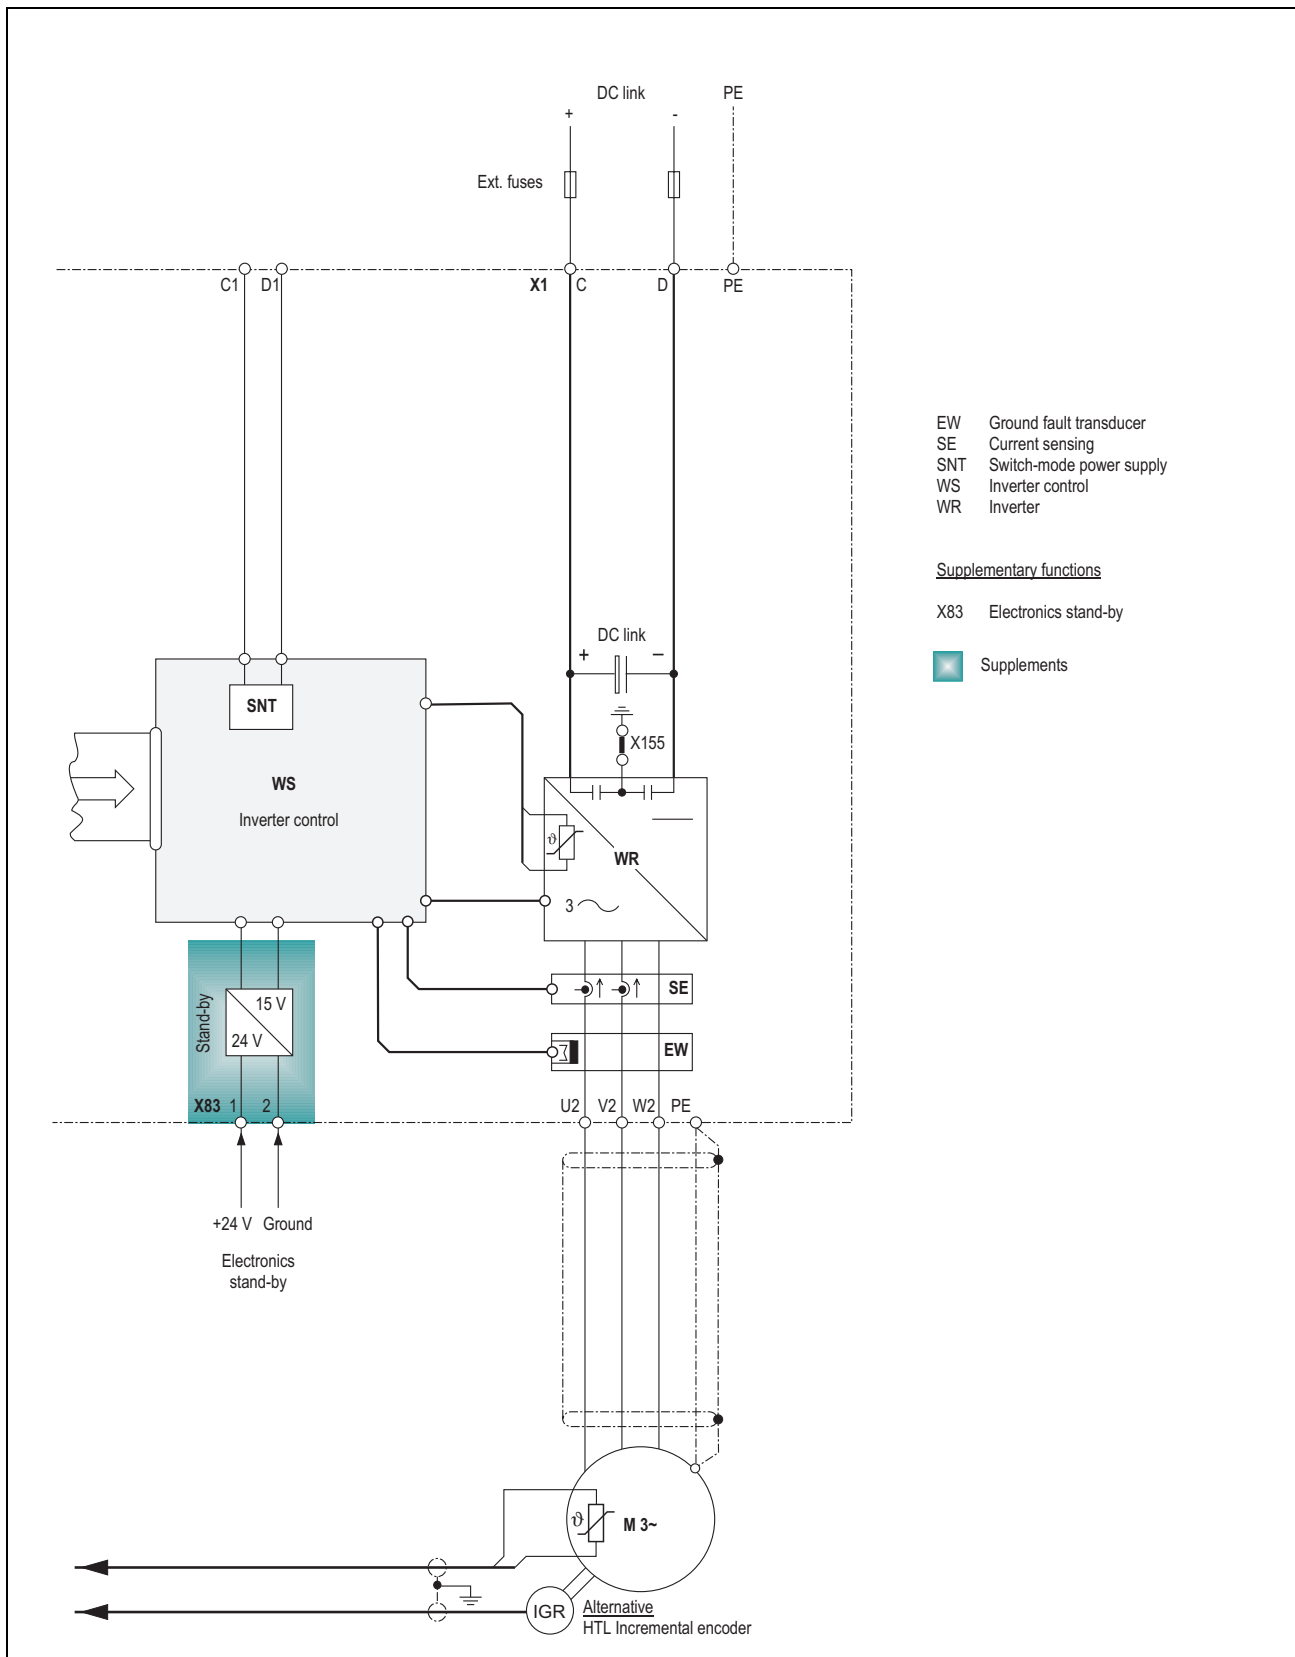 DC link PE
+ -
Ext. fuses
C1 D1 X1 C D PE
EW Ground fault transducer
SE Current sensing
SNT Switch-mode power supply
WS Inverter control
WR Inverter
Supplementary functions
X83 Electronics stand-by
Supplements
DC link
+ −
SNT
X155
WS
Inverter control
ϑ
WR
3
SE
Stand-by
15 V
24 V
EW
X83 1 2
U2 V2 W2 PE
+24 V Ground
Electronics
stand-by
ϑ
M 3~
IGR
Alternative
HTL Incremental encoder